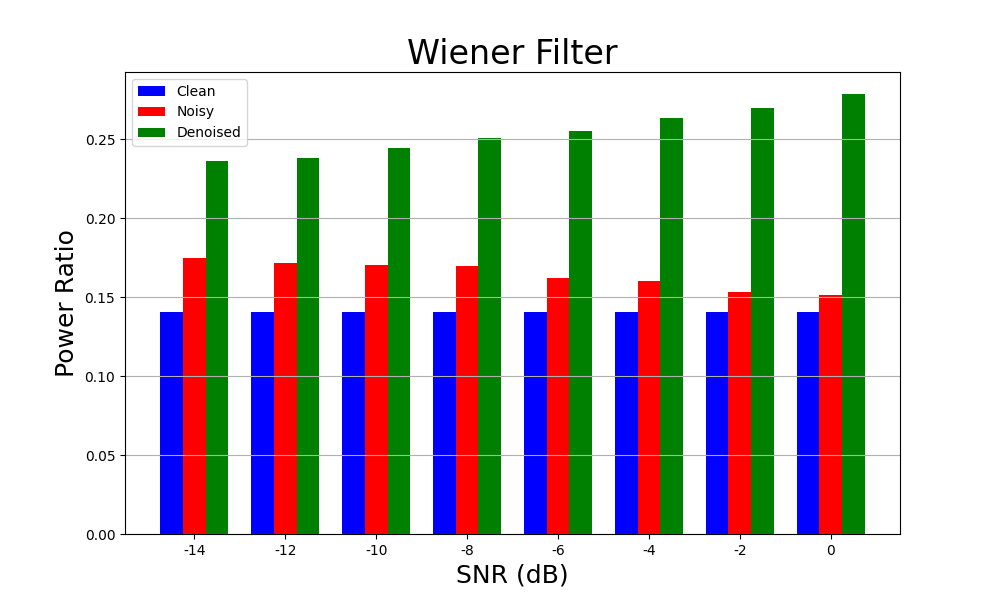 Wiener Filter
Clean
Noisy
Denoised
Power Ratio
0.25
0.20
0.15
0.10
0.05
0.00
-14 -12 -10 -8 -6 -4 -2 0
SNR (dB)